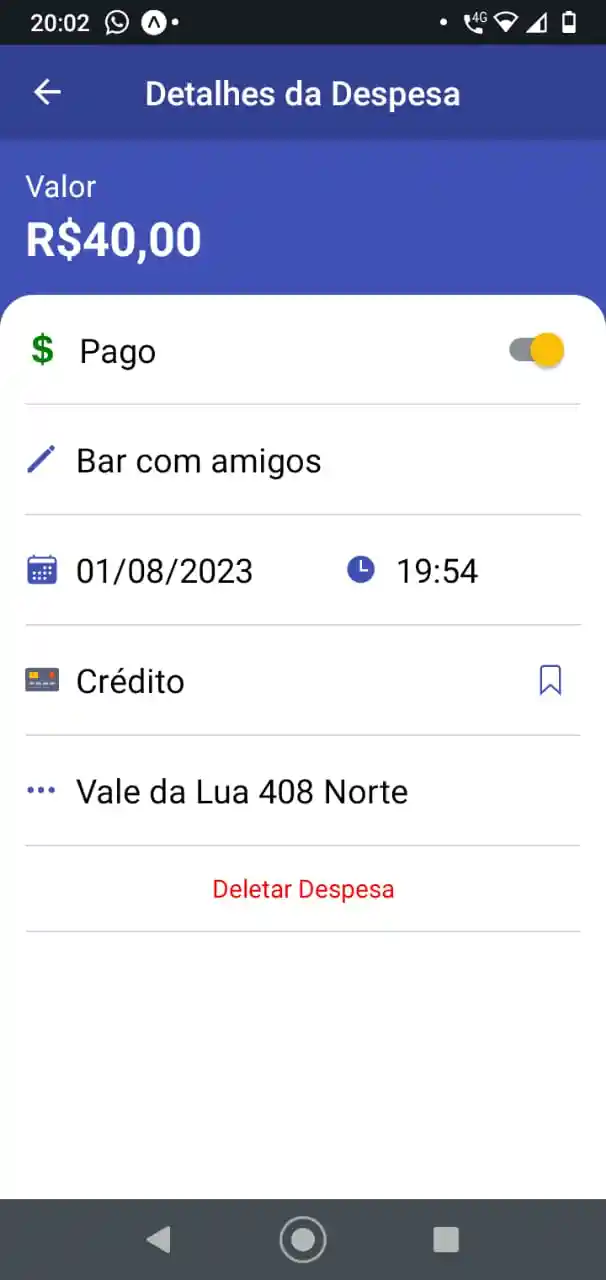 20:02
4G
Detalhes da Despesa
Valor
R$40,00
$ Pago
Bar com amigos
01/08/2023 19:54
Crédito
Vale da Lua 408 Norte
Deletar Despesa